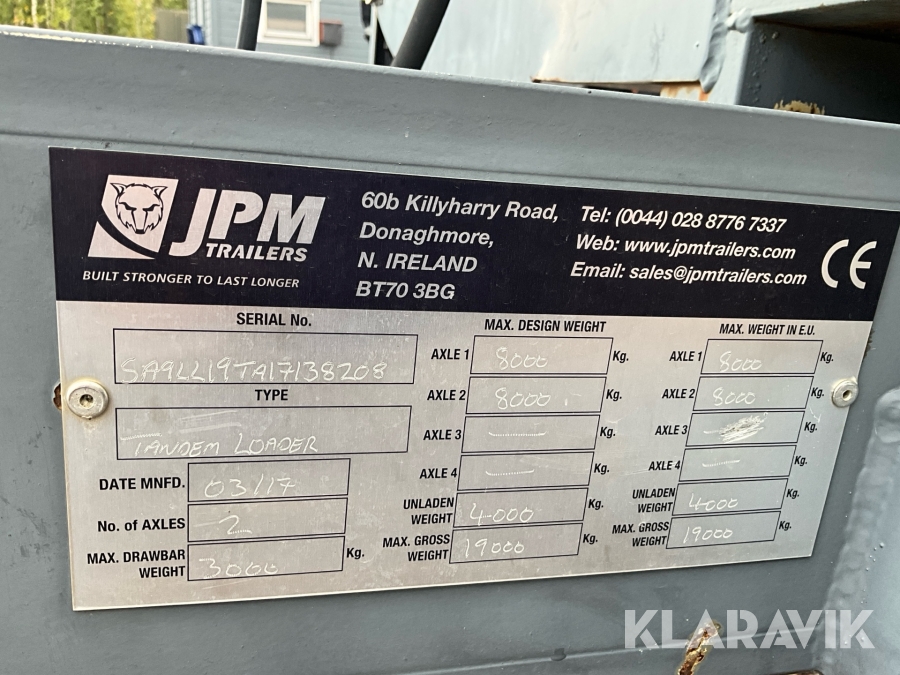 JPM
TRAILERS
BUILT STRONGER TO LAST LONGER
60b Killyharry Road,
Donaghmore,
N. IRELAND
BT70 3BG
Tel: (0044) 028 8776 7337
Web: www.jpmtrailers.com
Email: sales@jpmtrailers.com
CE
SERIAL No.
SA9LL19TA17138208
TYPE
TANDEM LOADER
DATE MNFD. 03/17
No. of AXLES 2
MAX. DRAWBAR WEIGHT 3000 Kg.
MAX. DESIGN WEIGHT
AXLE 1 8000 Kg.
AXLE 2 8000 Kg.
AXLE 3 Kg.
AXLE 4 Kg.
UNLADEN WEIGHT 4000 Kg.
MAX. GROSS WEIGHT 19000 Kg.
MAX. WEIGHT IN E.U.
AXLE 1 8000 Kg.
AXLE 2 8000 Kg.
AXLE 3 Kg.
AXLE 4 Kg.
UNLADEN WEIGHT 4000 Kg.
MAX. GROSS WEIGHT 19000 Kg.
KLARAVIK